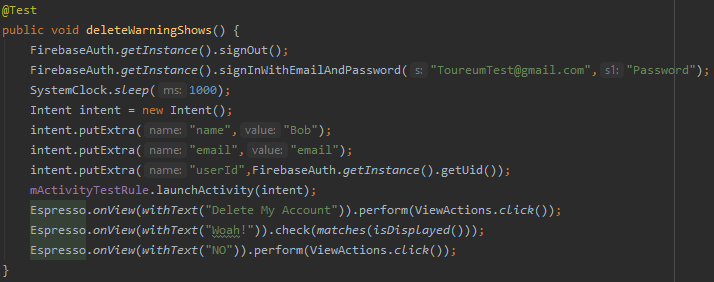 @Test
public void deleteWarningShows() {
    FirebaseAuth.getInstance().signOut();
    FirebaseAuth.getInstance().signInWithEmailAndPassword( s: "ToureumTest@gmail.com", s1: "Password");
    SystemClock.sleep( ms: 1000);
    Intent intent = new Intent();
    intent.putExtra( name: "name", value: "Bob");
    intent.putExtra( name: "email", value: "email");
    intent.putExtra( name: "userId",FirebaseAuth.getInstance().getUid());
    mActivityTestRule.launchActivity(intent);
    Espresso.onView(withText("Delete My Account")).perform(ViewActions.click());
    Espresso.onView(withText("Woah!")).check(matches(isDisplayed()));
    Espresso.onView(withText("NO")).perform(ViewActions.click());
}